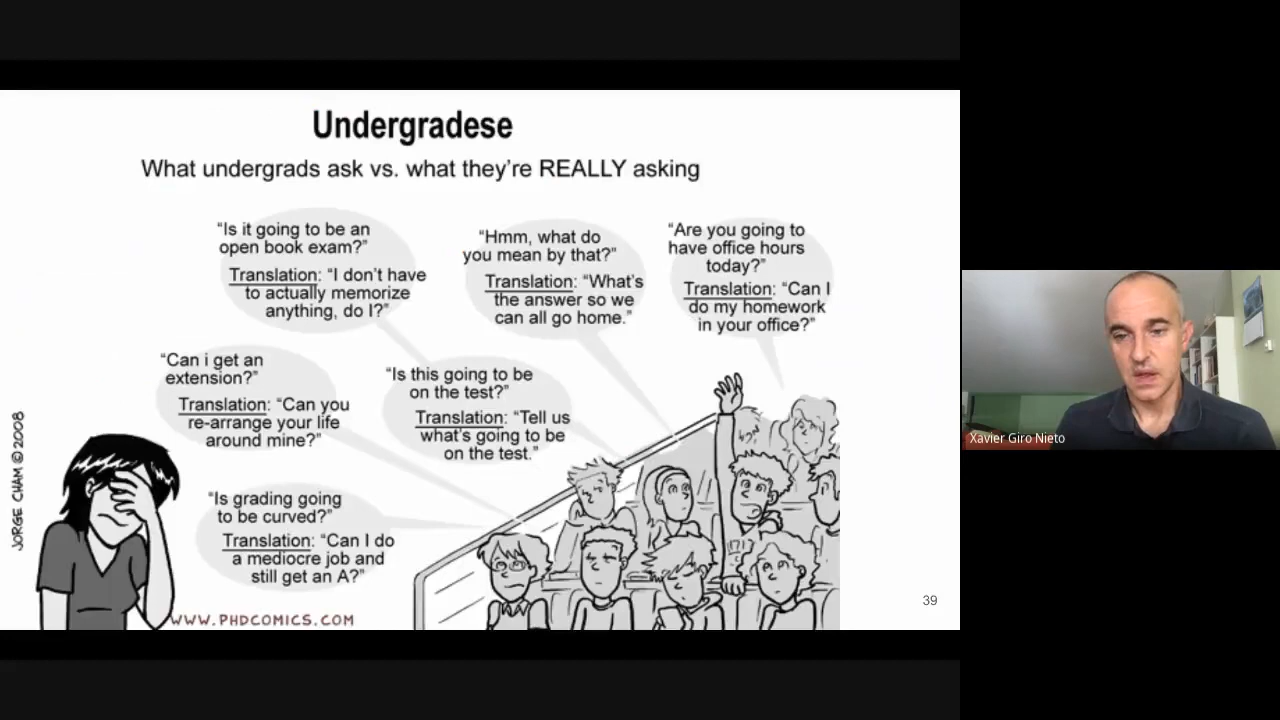 Undergradese
What undergrads ask vs. what they're REALLY asking
“Is it going to be an
open book exam?”
Translation: “I don’t have
to actually memorize
anything, do I?”
“Hmm, what do
you mean by that?”
Translation: “What’s
the answer so we
can all go home.”
“Are you going to
have office hours
today?”
Translation: “Can I
do my homework
in your office?”
“Can i get an
extension?”
Translation: “Can you
re-arrange your life
around mine?”
“Is this going to be
on the test?”
Translation: “Tell us
what’s going to be
on the test.”
“Is grading going
to be curved?”
Translation: “Can I do
a mediocre job and
still get an A?”
JORGE CHAM © 2008
WWW.PHDCOMICS.COM
39
Xavier Giro Nieto